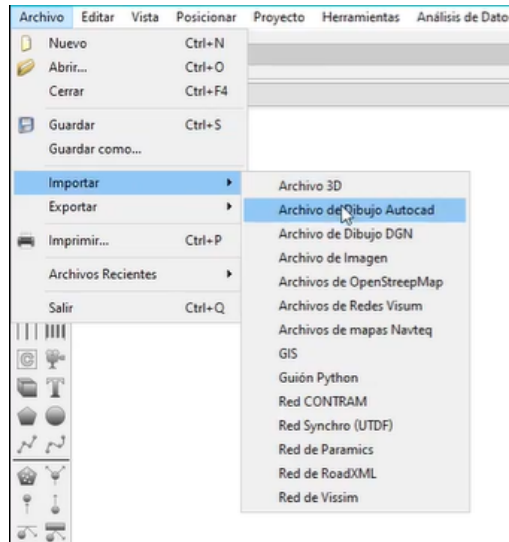 Archivo Editar Vista Posicionar Proyecto Herramientas Análisis de Dato
Nuevo Ctrl+N
Abrir... Ctrl+O
Cerrar Ctrl+F4
Guardar Ctrl+S
Guardar como...
Importar
Exportar
Imprimir... Ctrl+P
Archivos Recientes
Salir Ctrl+Q
Archivo 3D
Archivo de Dibujo Autocad
Archivo de Dibujo DGN
Archivo de Imagen
Archivos de OpenStreepMap
Archivos de Redes Visum
Archivos de mapas Navteq
GIS
Guión Python
Red CONTRAM
Red Synchro (UTDF)
Red de Paramics
Red de RoadXML
Red de Vissim